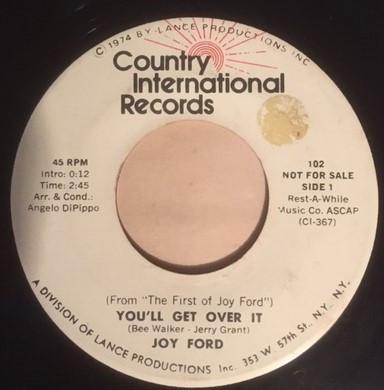 © 1974 BY LANCE PRODUCTIONS INC
Country
International
Records
45 RPM
Intro: 0:12
Time: 2:45
Arr. & Cond.:
Angelo DiPippo
102
NOT FOR SALE
SIDE 1
Rest-A-While
Music Co. ASCAP
(CI-367)
(From "The First of Joy Ford")
YOU'LL GET OVER IT
(Bee Walker - Jerry Grant)
JOY FORD
A DIVISION OF LANCE PRODUCTIONS Inc. 353 W. 57th St., N.Y. N.Y.